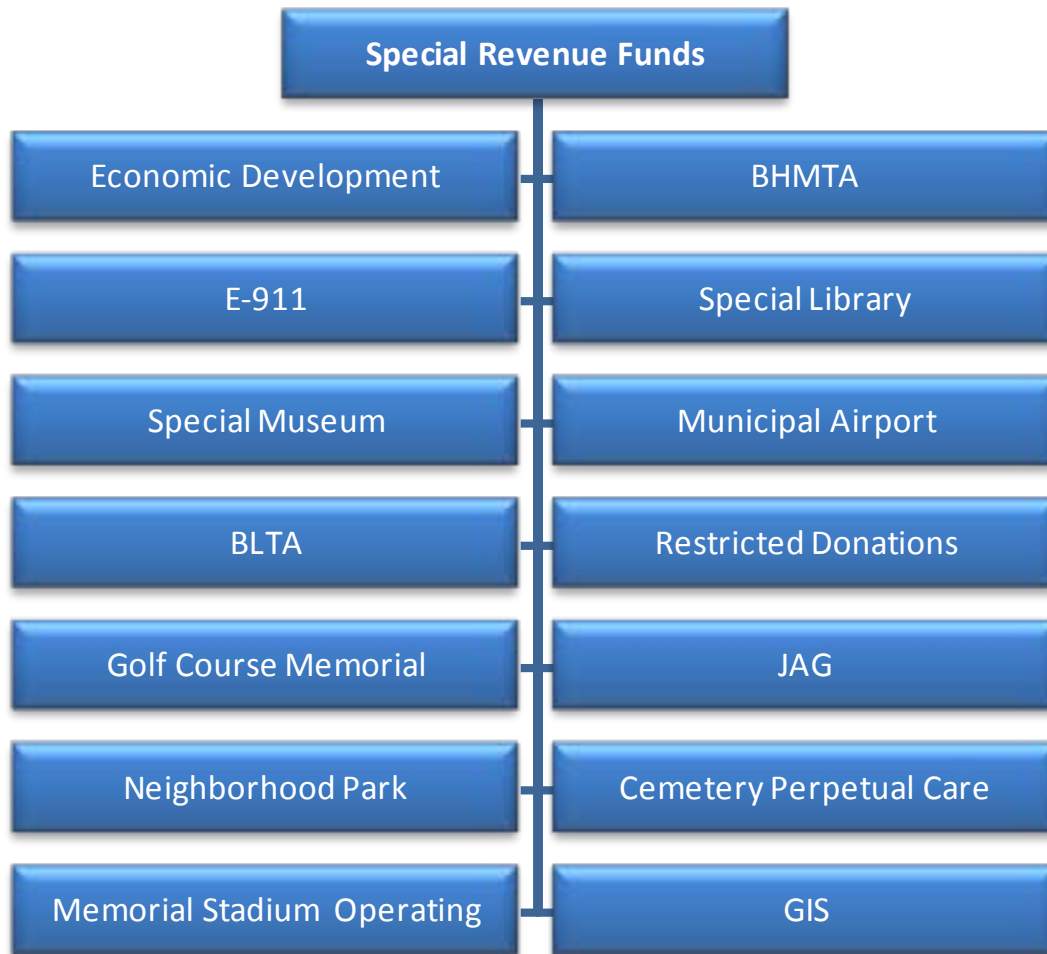 Special Revenue Funds
Economic Development
BHMTA
E-911
Special Library
Special Museum
Municipal Airport
BLTA
Restricted Donations
Golf Course Memorial
JAG
Neighborhood Park
Cemetery Perpetual Care
Memorial Stadium Operating
GIS